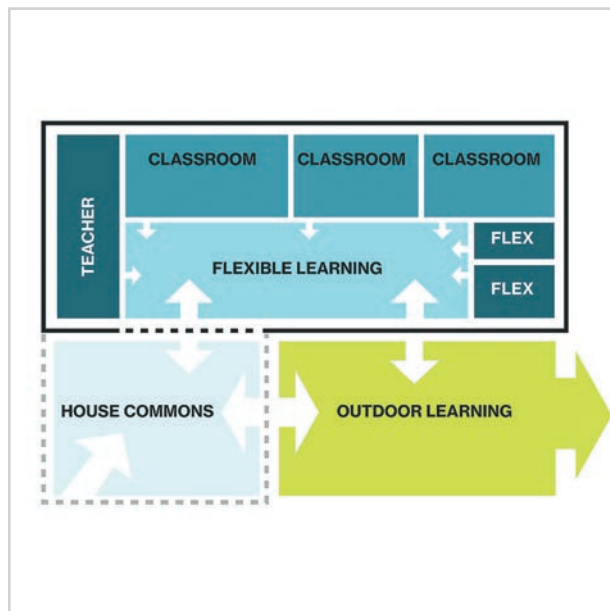 CLASSROOM
CLASSROOM
CLASSROOM
TEACHER
FLEXIBLE LEARNING
FLEX
FLEX
HOUSE COMMONS
OUTDOOR LEARNING